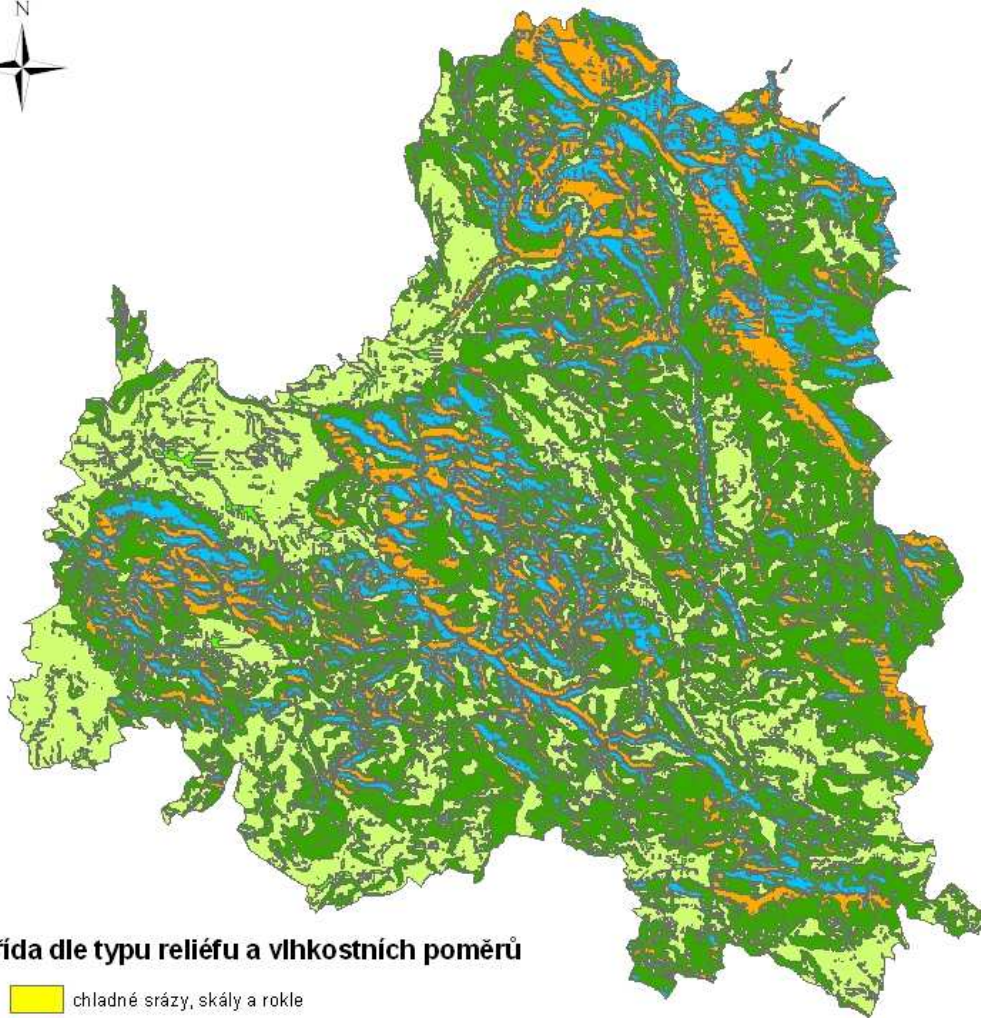 N
řída dle typu reliéfu a vlhkostních poměrů
chladné srázy, skály a rokle